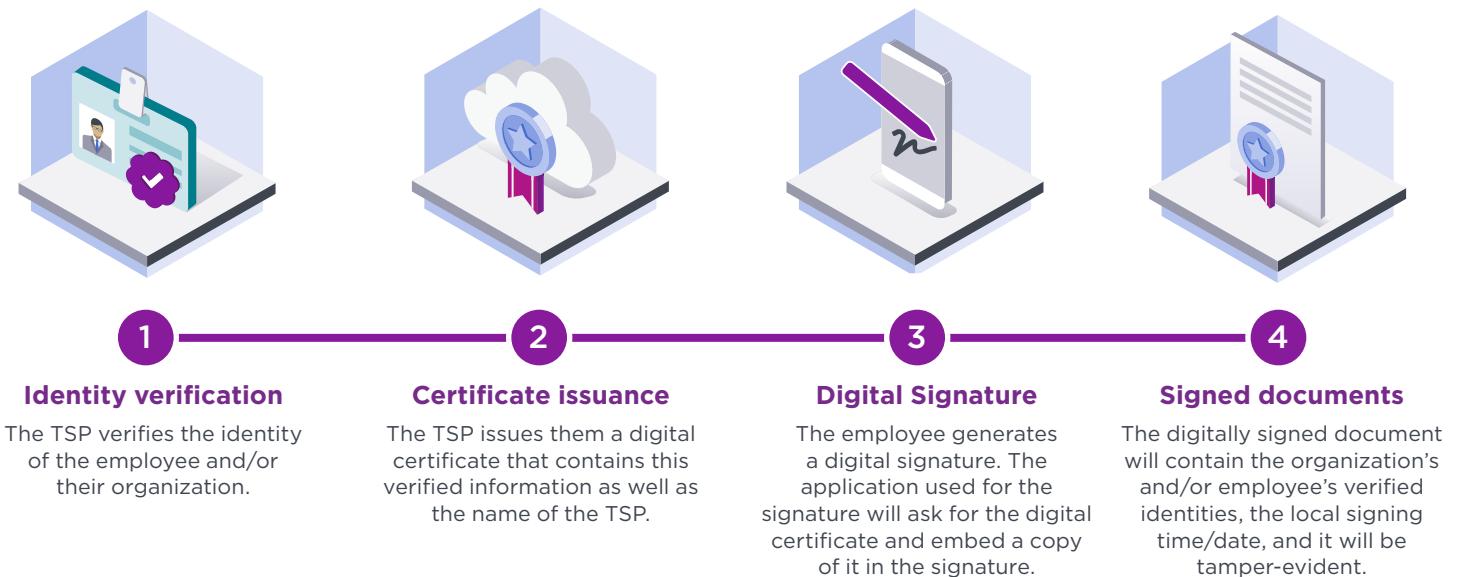 1
Identity verification
The TSP verifies the identity
of the employee and/or
their organization.
2
Certificate issuance
The TSP issues them a digital
certificate that contains this
verified information as well as
the name of the TSP.
3
Digital Signature
The employee generates
a digital signature. The
application used for the
signature will ask for the digital
certificate and embed a copy
of it in the signature.
4
Signed documents
The digitally signed document
will contain the organization’s
and/or employee’s verified
identities, the local signing
time/date, and it will be
tamper-evident.